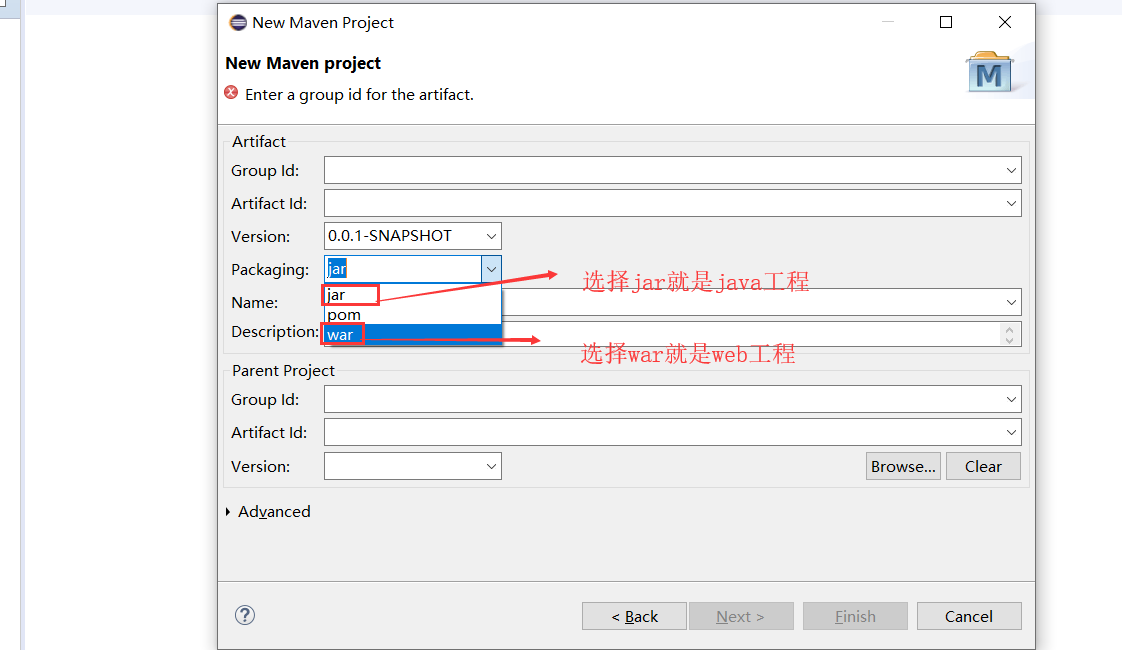 New Maven Project
New Maven project
Enter a group id for the artifact.
M
Artifact
Group Id:
Artifact Id:
Version: 0.0.1-SNAPSHOT
Packaging: jar
选择jar就是java工程
jar
Name:
pom
Description:
war
选择war就是web工程
Parent Project
Group Id:
Artifact Id:
Version:
Browse... Clear
Advanced
? < Back Next > Finish Cancel